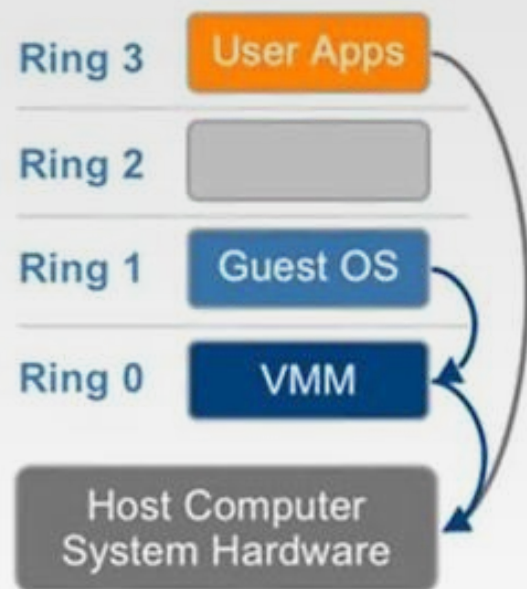 Ring 3
User Apps
Ring 2
Ring 1
Guest OS
Ring 0
VMM
Host Computer
System Hardware